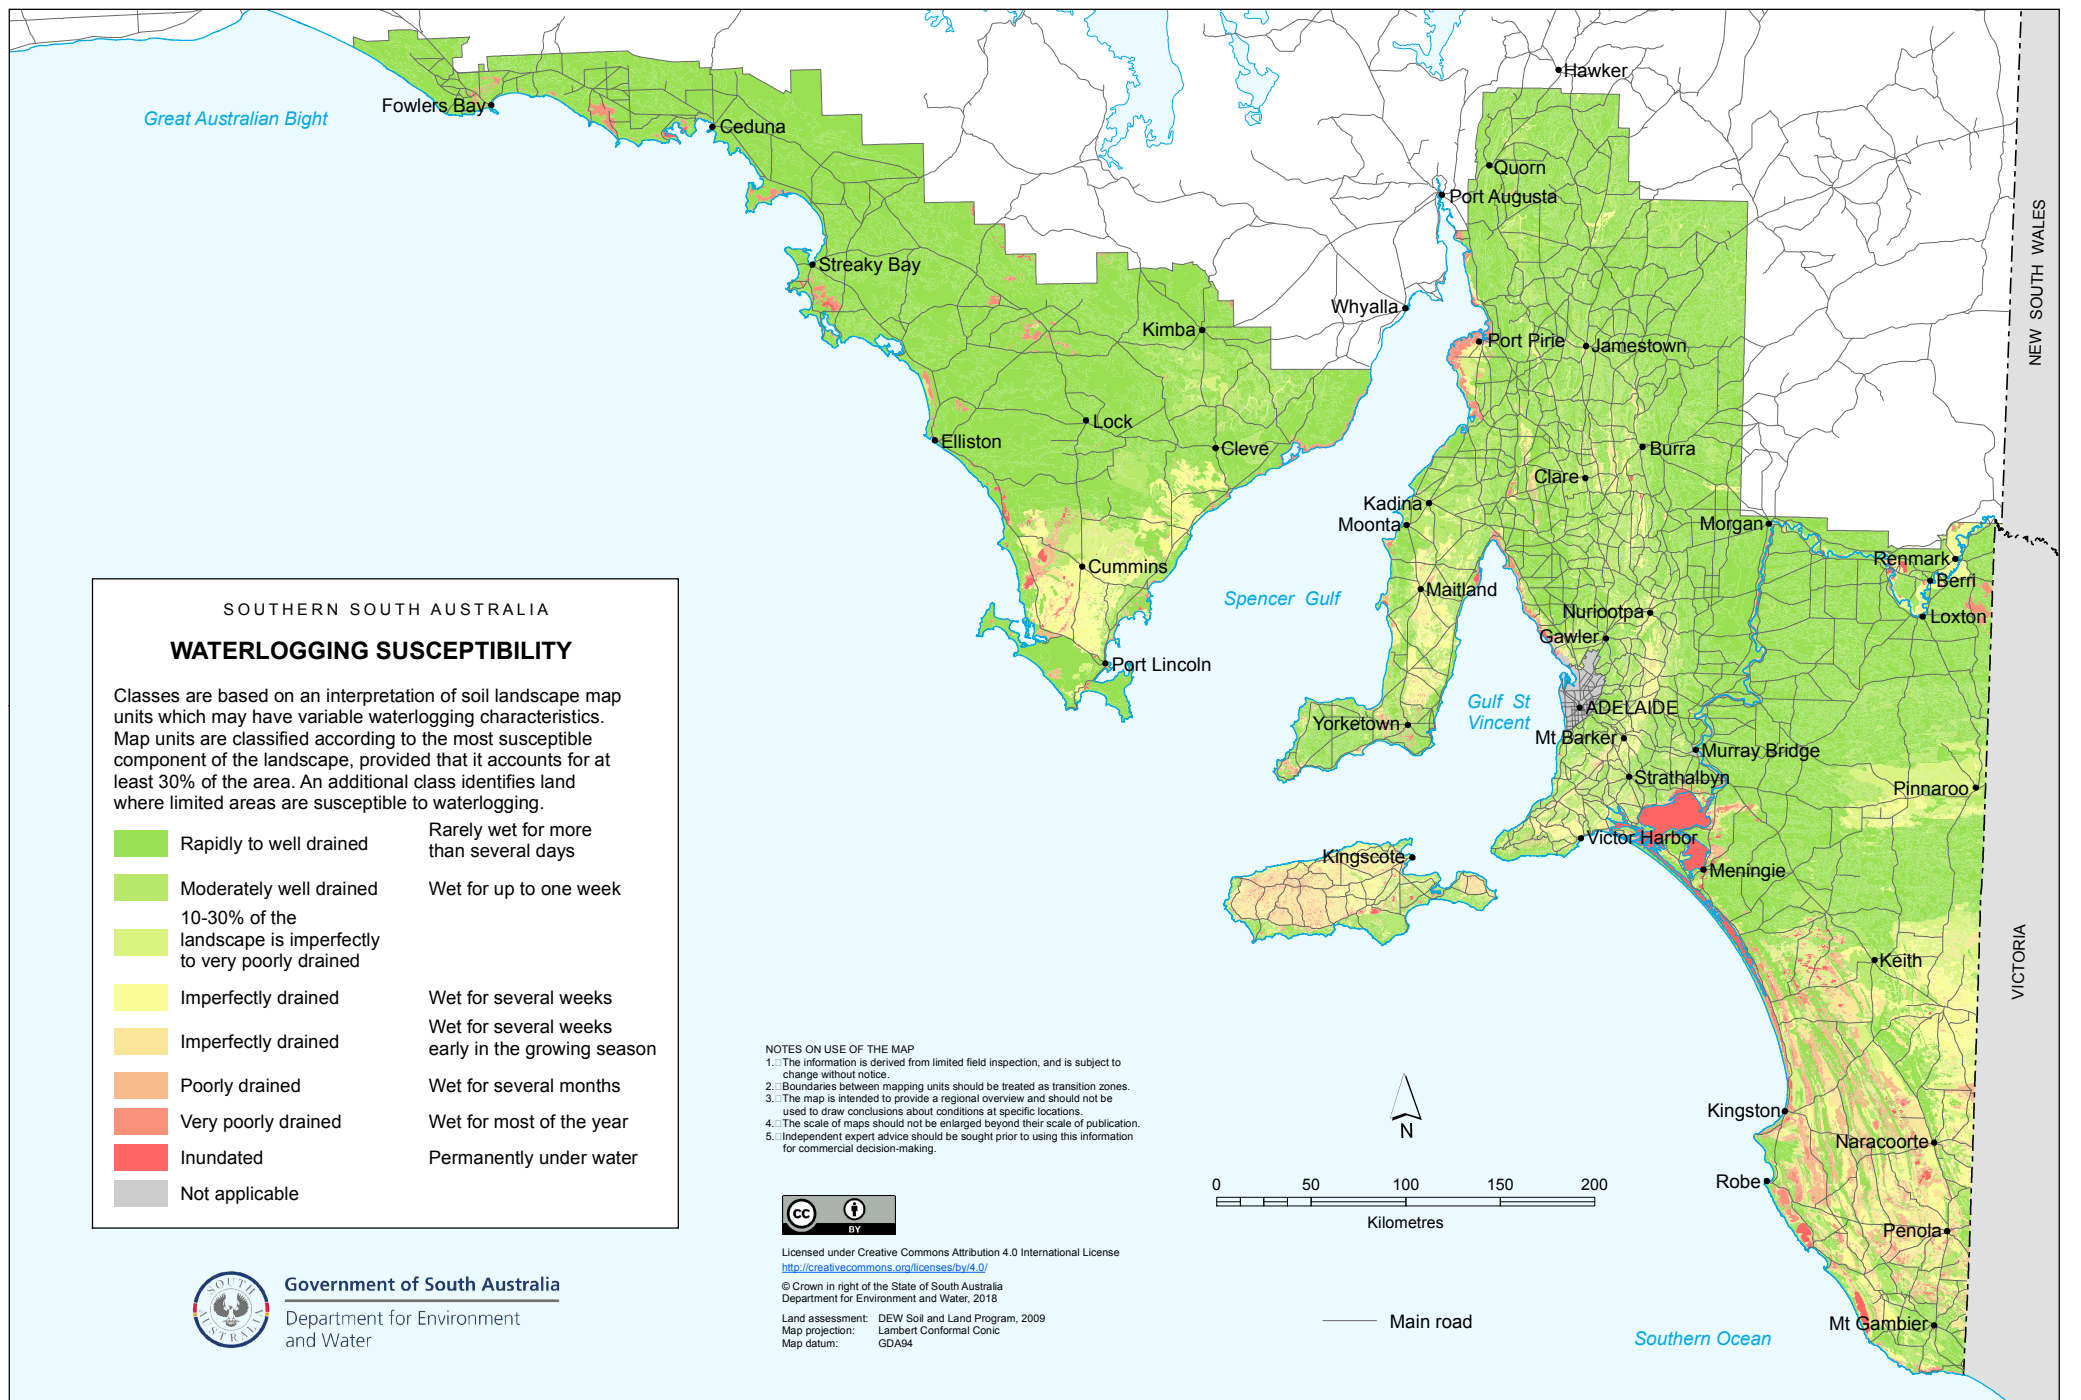 Hawker
Great Australian Bight
Fowlers Bay
Ceduna
Quorn
Port Augusta
NEW SOUTH WALES
Streaky Bay
Whyalla
Kimba
Port Pirie
Jamestown
Lock
Elliston
Cleve
Burra
Clare
Kadina
Moonta
Morgan
Renmark
Cummins
Berri
Maitland
Spencer Gulf
Nuriootpa
Loxton
Gawler
Port Lincoln
Gulf St
Vincent
ADELAIDE
Yorketown
Mt Barker
Murray Bridge
Strathalbyn
Pinnaroo
Victor Harbor
Kingscote
Meningie
Keith
VICTORIA
Kingston
Naracoorte
Robe
Penola
Mt Gambier
Southern Ocean
SOUTHERN SOUTH AUSTRALIA
WATERLOGGING SUSCEPTIBILITY
Classes are based on an interpretation of soil landscape map
units which may have variable waterlogging characteristics.
Map units are classified according to the most susceptible
component of the landscape, provided that it accounts for at
least 30% of the area. An additional class identifies land
where limited areas are susceptible to waterlogging.
Rapidly to well drained
Rarely wet for more
than several days
Moderately well drained
Wet for up to one week
10-30% of the
landscape is imperfectly
to very poorly drained
Imperfectly drained
Wet for several weeks
Imperfectly drained
Wet for several weeks
early in the growing season
Poorly drained
Wet for several months
Very poorly drained
Wet for most of the year
Inundated
Permanently under water
Not applicable
SOUTH AUSTRALIA
Government of South Australia
Department for Environment
and Water
NOTES ON USE OF THE MAP
1. The information is derived from limited field inspection, and is subject to
change without notice.
2. Boundaries between mapping units should be treated as transition zones.
3. The map is intended to provide a regional overview and should not be
used to draw conclusions about conditions at specific locations.
4. The scale of maps should not be enlarged beyond their scale of publication.
5. Independent expert advice should be sought prior to using this information
for commercial decision-making.
cc
BY
Licensed under Creative Commons Attribution 4.0 International License
http://creativecommons.org/licenses/by/4.0/
© Crown in right of the State of South Australia
Department for Environment and Water, 2018
Land assessment: DEW Soil and Land Program, 2009
Map projection: Lambert Conformal Conic
Map datum: GDA94
N
0 50 100 150 200
Kilometres
Main road